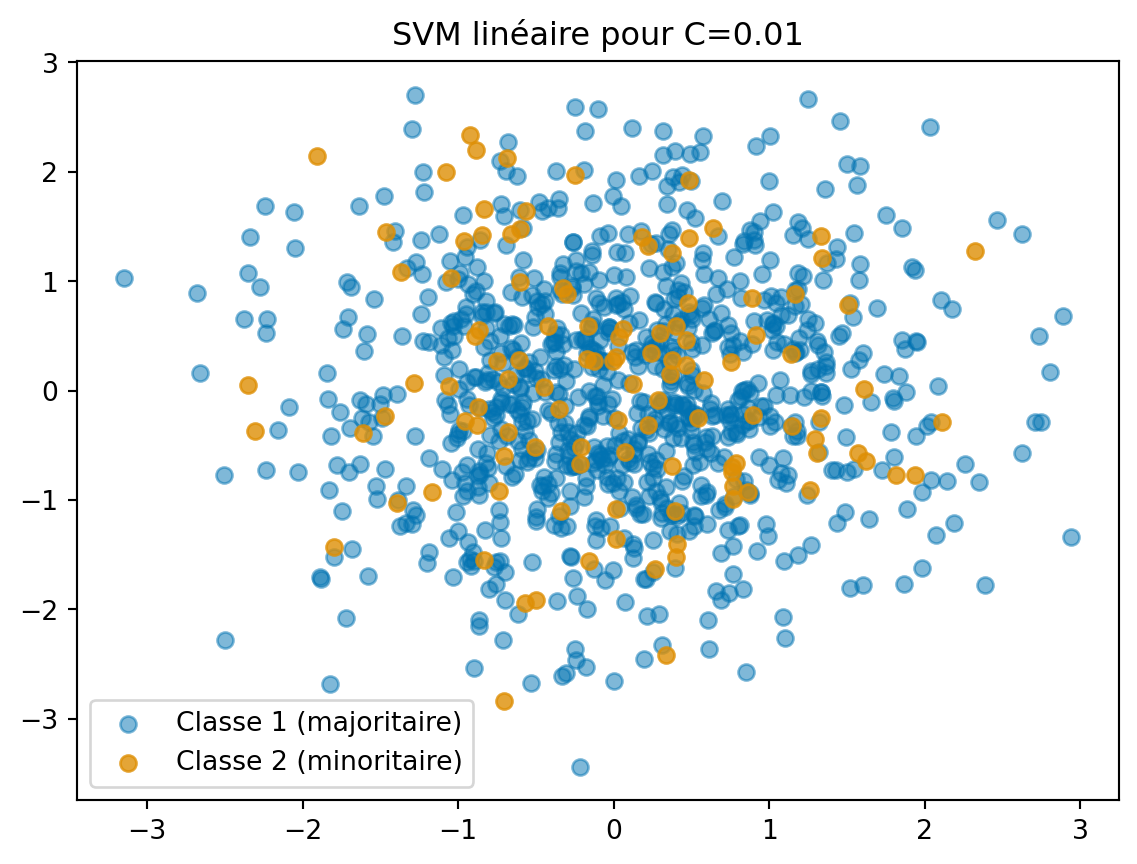 SVM linéaire pour C=0.01
3
2
1
0
−1
−2
−3
Classe 1 (majoritaire)
Classe 2 (minoritaire)
−3 −2 −1 0 1 2 3